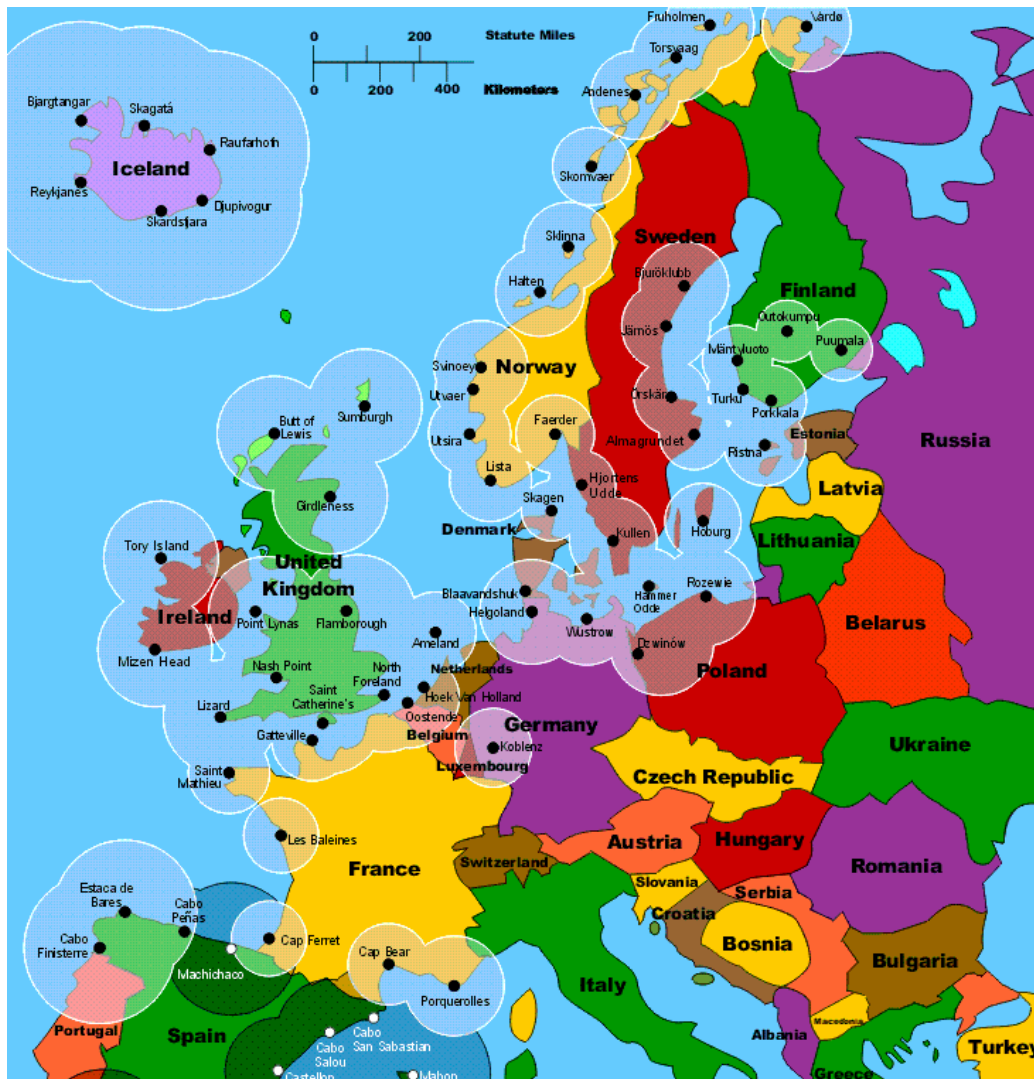 Fruholmen
Vardø
0 200 Statute Miles
Torsvaag
0 200 400 Kilometers
Andenes
Bjargtangar
Skagatá
Raufarhofn
Iceland
Skomvaer
Reykjanes
Djupivogur
Skardsfjara
Sklinna
Sweden
Bjuröklubb
Halten
Finland
Outokumpu
Järnös
Puumala
Mäntyluoto
Svinoey
Norway
Utvaer
Örskär
Turku
Sumburgh
Porkkala
Butt of
Lewis
Faerder
Utsira
Almagrundet
Estonia
Russia
Ristna
Lista
Hjortens
Udde
Latvia
Girdleness
Skagen
Denmark
Hoburg
Kullen
Lithuania
Tory Island
United
Kingdom
Rozewie
Blaavandshuk
Hammer
Odde
Ireland
Point Lynas
Flamborough
Helgoland
Wustrow
Belarus
Ameland
Mizen Head
Dzwinów
Nash Point
North
Foreland
Netherlands
Poland
Saint
Catherine's
Hoek Van Holland
Lizard
Oostende
Germany
Gatteville
Belgium
Koblenz
Ukraine
Saint
Mathieu
Luxembourg
Czech Republic
Les Baleines
Austria
Hungary
France
Switzerland
Romania
Slovania
Serbia
Estaca de
Bares
Cabo
Peñas
Croatia
Cabo
Finisterre
Cap Ferret
Cap Bear
Bosnia
Bulgaria
Machichaco
Italy
Porquerolles
Portugal
Spain
Macedonia
Cabo
San Sabastian
Albania
Turkey
Cabo
Salou
Castellon
Mahon
Greece